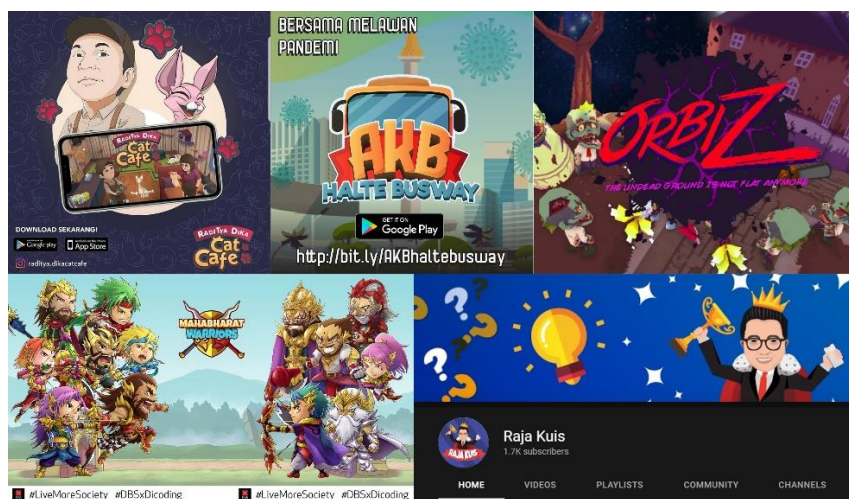 RADITYA DIKA
Cat
Cafe
DOWNLOAD SEKARANG!
Google play
App Store
raditya.dikacatcafe
RADITYA DIKA
Cat
Cafe
BERSAMA MELAWAN
PANDEMI
AKB
HALTE BUSWAY
GET IT ON
Google Play
http://bit.ly/AKBhaltebusway
ORBIZ
THE UNDEAD GROUND IS NOT FLAT ANYMORE
MAHABHARAT
WARRIORS
#LiveMoreSociety #DBSxDicoding
#LiveMoreSociety #DBSxDicoding
RAJA KUIS
Raja Kuis
1.7K subscribers
HOME VIDEOS PLAYLISTS COMMUNITY CHANNELS